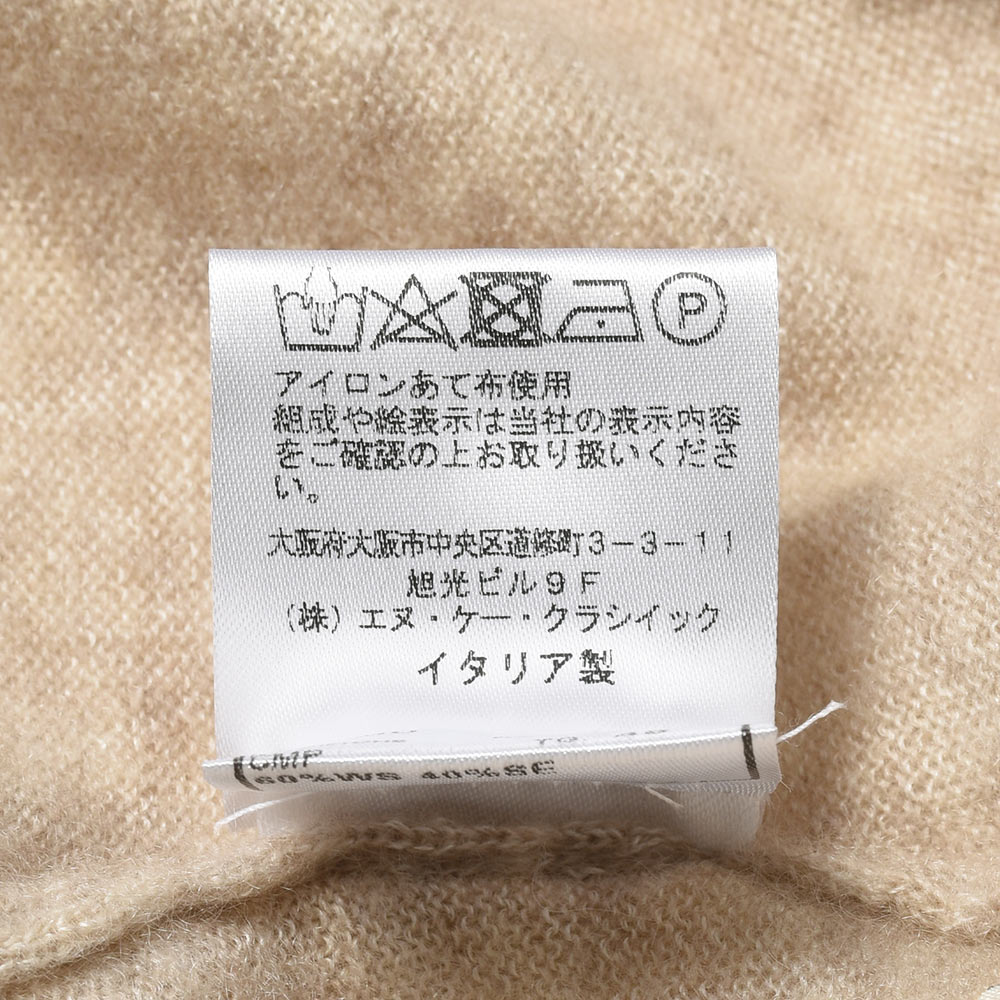 P
アイロンあて布使用
組成や絵表示は当社の表示内容
をご確認の上お取り扱いくださ
い。
大阪府大阪市中央区道修町3-3-11
旭光ビル9F
(株)エヌ・ケー・クラシイック
イタリア製
CMP
60%WS 40%SE